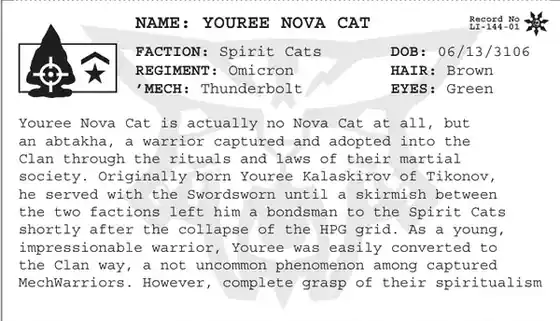 NAME: YOUREE NOVA CAT
Record No
LI-144-01
FACTION: Spirit Cats
DOB: 06/13/3106
REGIMENT: Omicron
HAIR: Brown
’MECH: Thunderbolt
EYES: Green
Youree Nova Cat is actually no Nova Cat at all, but
an abtakha, a warrior captured and adopted into the
Clan through the rituals and laws of their martial
society. Originally born Youree Kalaskirov of Tikonov,
he served with the Swordsworn until a skirmish between
the two factions left him a bondsman to the Spirit Cats
shortly after the collapse of the HPG grid. As a young,
impressionable warrior, Youree was easily converted to
the Clan way, a not uncommon phenomenon among captured
MechWarriors. However, complete grasp of their spiritualism